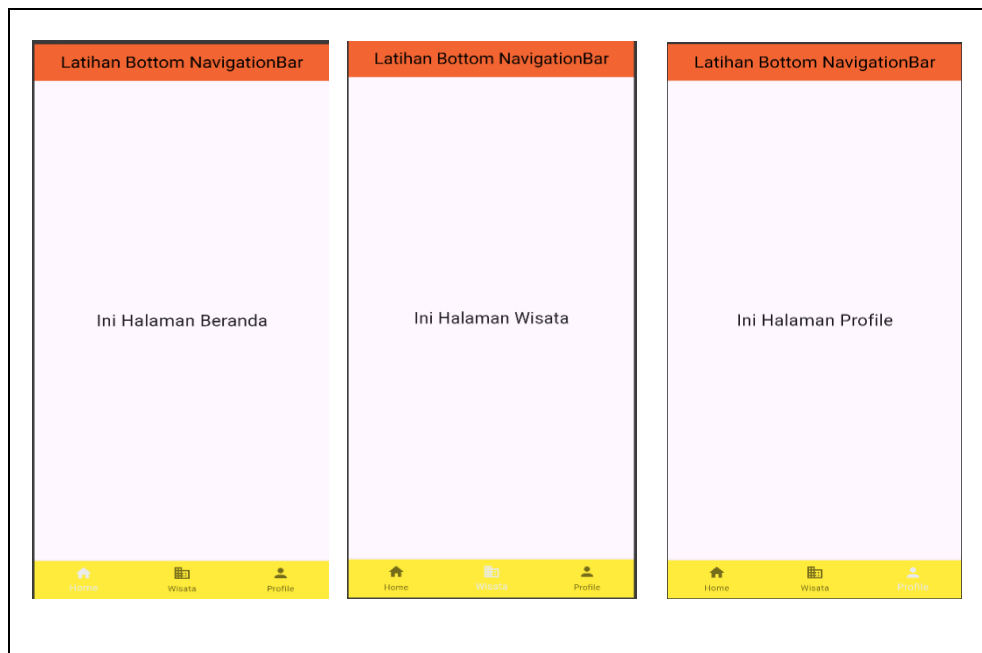 Latihan Bottom NavigationBar
Ini Halaman Beranda
Home Wisata Profile
Latihan Bottom NavigationBar
Ini Halaman Wisata
Home Wisata Profile
Latihan Bottom NavigationBar
Ini Halaman Profile
Home Wisata Profile